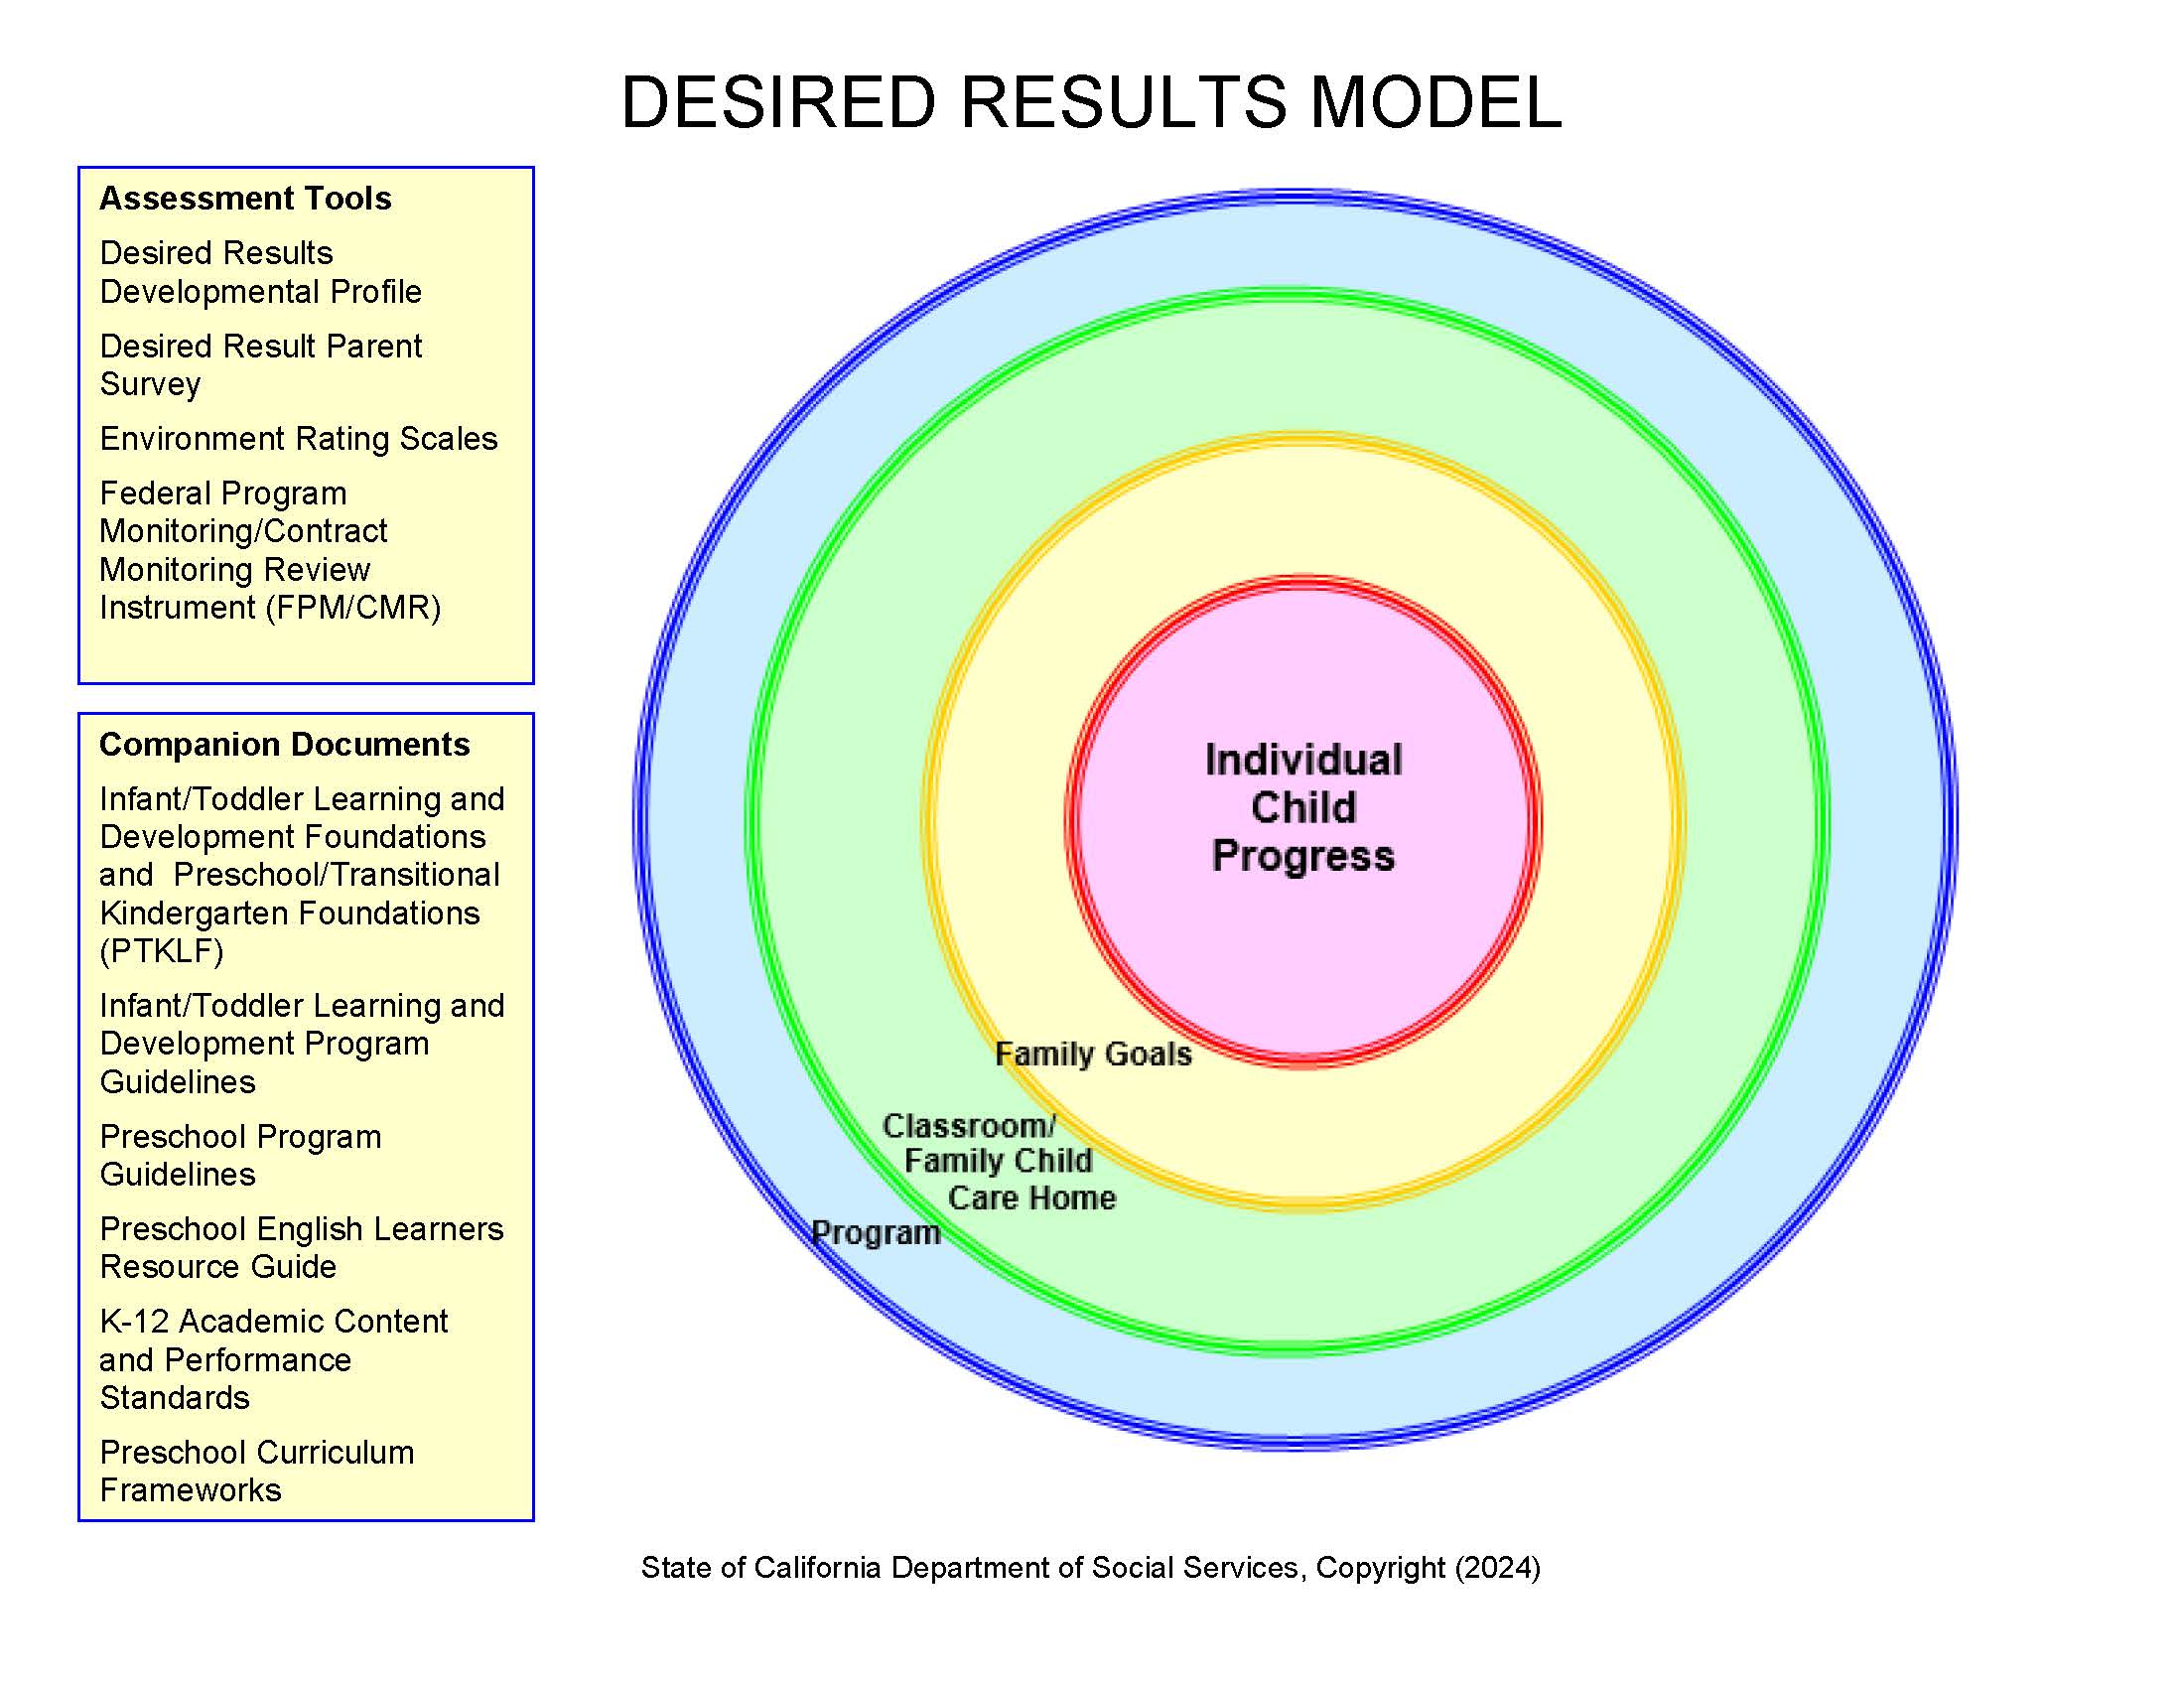 DESIRED RESULTS MODEL
Assessment Tools
Desired Results
Developmental Profile
Desired Result Parent
Survey
Environment Rating Scales
Federal Program
Monitoring/Contract
Monitoring Review
Instrument (FPM/CMR)
Companion Documents
Infant/Toddler Learning and
Development Foundations
and  Preschool/Transitional
Kindergarten Foundations
(PTKLF)
Infant/Toddler Learning and
Development Program
Guidelines
Preschool Program
Guidelines
Preschool English Learners
Resource Guide
K-12 Academic Content
and Performance
Standards
Preschool Curriculum
Frameworks
Individual
Child
Progress
Family Goals
Classroom/
Family Child
Care Home
Program
State of California Department of Social Services, Copyright (2024)